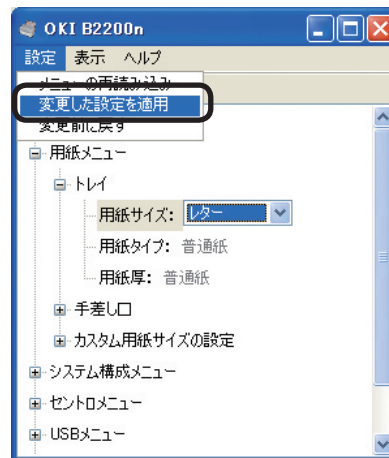 OKI B2200n
設定 表示 ヘルプ
メニューの再読み込み
変更した設定を適用
変更前に戻す
用紙メニュー
トレイ
用紙サイズ: レター
用紙タイプ: 普通紙
用紙厚: 普通紙
手差し口
カスタム用紙サイズの設定
システム構成メニュー
セントロメニュー
USBメニュー